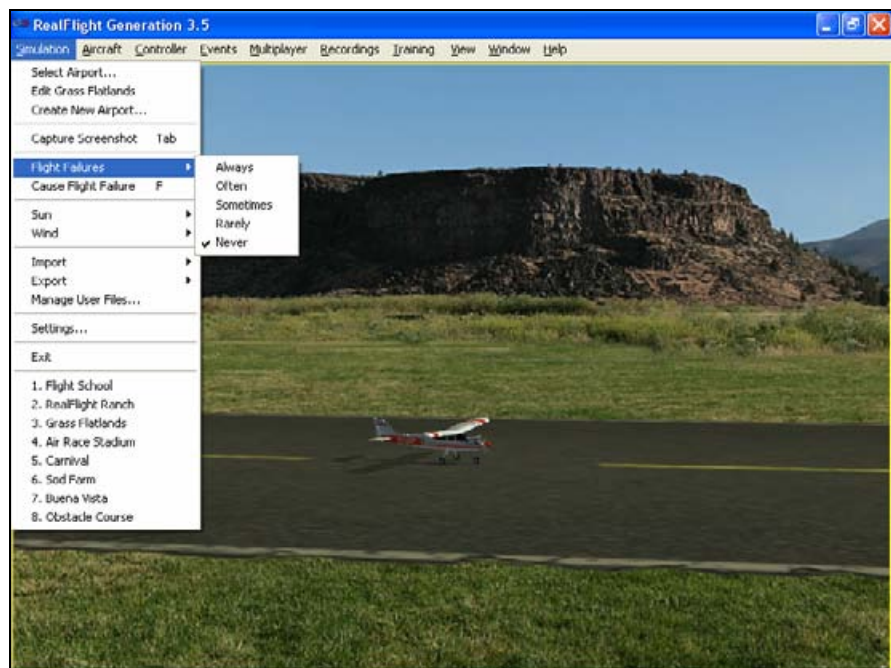 RealFlight Generation 3.5
Simulation Aircraft Controller Events Multiplayer Recordings Training View Window Help
Select Airport...
Edit Grass Flatlands
Create New Airport...
Capture Screenshot Tab
Flight Failures
Cause Flight Failure F
Sun
Wind
Import
Export
Manage User Files...
Settings...
Exit
1. Flight School
2. RealFlight Ranch
3. Grass Flatlands
4. Air Race Stadium
5. Carnival
6. Sod Farm
7. Buena Vista
8. Obstacle Course
Always
Often
Sometimes
Rarely
Never